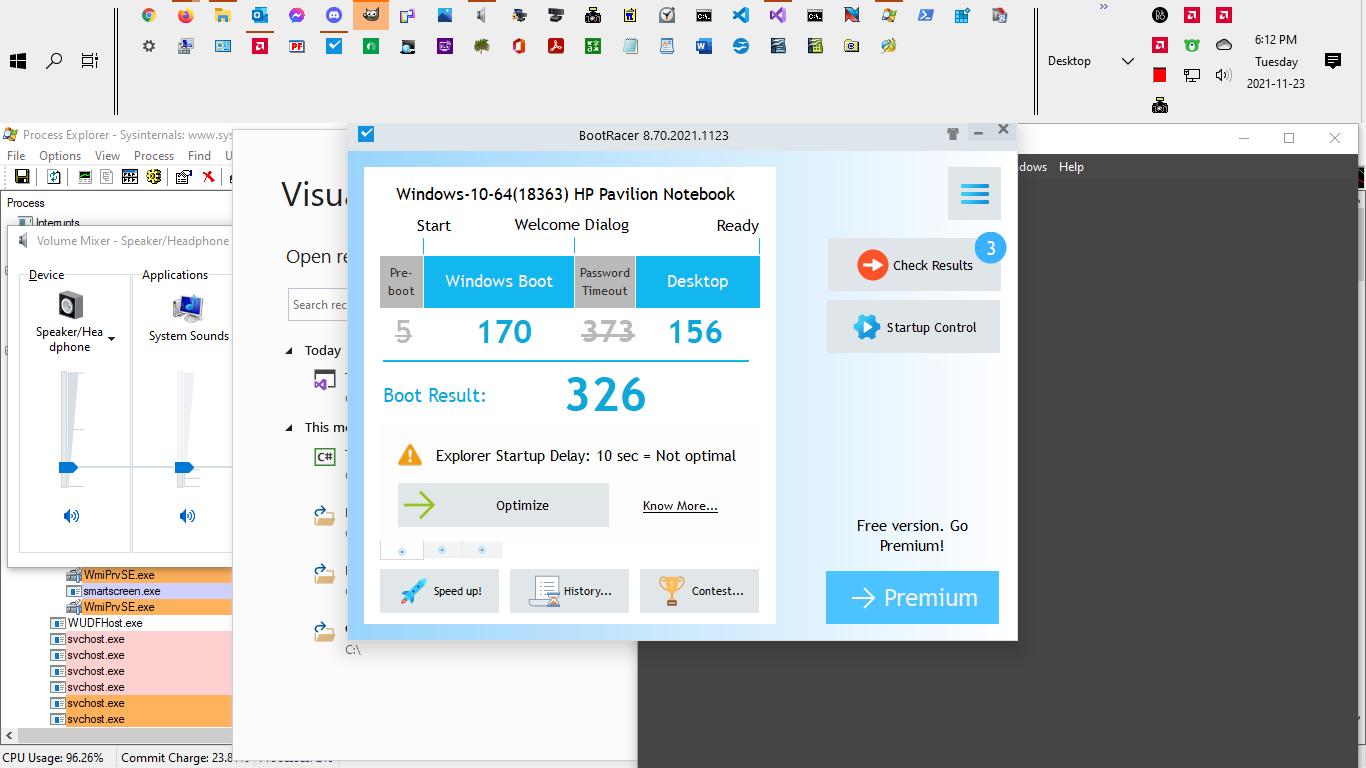 Desktop
6:12 PM
Tuesday
2021-11-23
Process Explorer - Sysinternals: www.sys
File Options View Process Find U
Process
Interrupts
Volume Mixer - Speaker/Headphone
Device
Applications
Speaker/Hea
dphone
System Sounds
WmiPrvSE.exe
smartscreen.exe
WmiPrvSE.exe
WUDFHost.exe
svchost.exe
svchost.exe
svchost.exe
svchost.exe
svchost.exe
svchost.exe
CPU Usage: 96.26%
Commit Charge: 23.8
Visu
Open re
Search rec
Today
This mo
C:\
BootRacer 8.70.2021.1123
Windows-10-64(18363) HP Pavilion Notebook
Start
Welcome Dialog
Ready
Pre-
boot
Windows Boot
Password
Timeout
Desktop
5
170
373
156
Boot Result:
326
Explorer Startup Delay: 10 sec = Not optimal
Optimize
Know More...
Speed up!
History...
Contest...
3
Check Results
Startup Control
Free version. Go
Premium!
Premium
dows Help